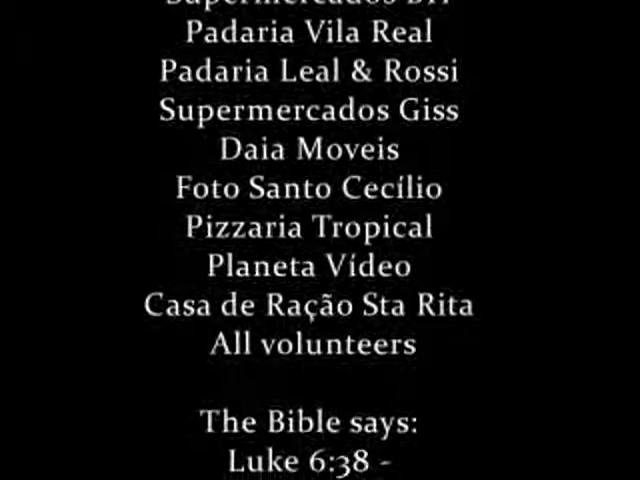 Supermercados
Padaria Vila Real
Padaria Leal & Rossi
Supermercados Giss
Daia Moveis
Foto Santo Cecílio
Pizzaria Tropical
Planeta Vídeo
Casa de Ração Sta Rita
All volunteers
The Bible says:
Luke 6:38 -